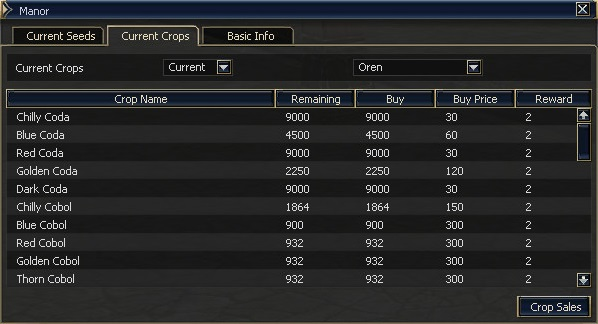 Manor
Current Seeds Current Crops Basic Info
Current Crops Current Oren
Crop Name Remaining Buy Buy Price Reward
Chilly Coda 9000 9000 30 2
Blue Coda 4500 4500 60 2
Red Coda 9000 9000 30 2
Golden Coda 2250 2250 120 2
Dark Coda 9000 9000 30 2
Chilly Cobol 1864 1864 150 2
Blue Cobol 900 900 300 2
Red Cobol 932 932 300 2
Golden Cobol 932 932 300 2
Thorn Cobol 932 932 300 2
Crop Sales